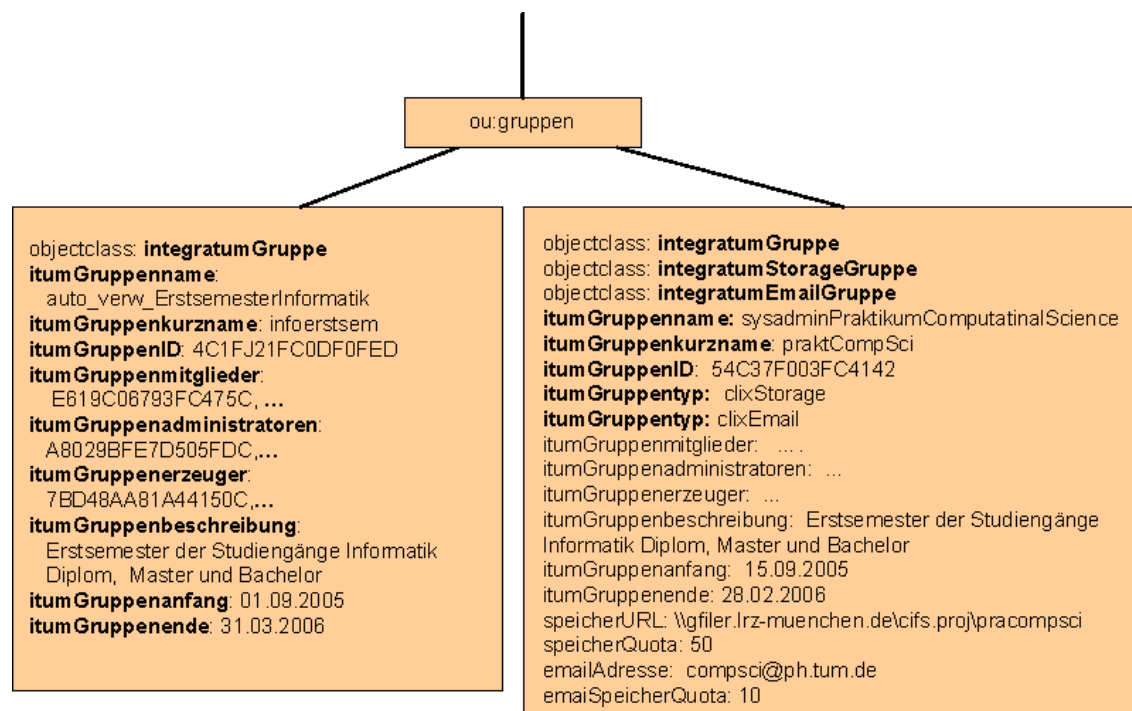 ou:gruppen
objectclass: integratumGruppe
itumGruppenname:
auto_verw_ErstsemesterInformatik
itumGruppenkurzname: infoerstsem
itumGruppenID: 4C1FJ21FC0DF0FED
itumGruppenmitglieder:
E619C06793FC475C, ...
itumGruppenadministratoren:
A8029BFE7D505FDC,...
itumGruppenerzeuger:
7BD48AA81A44150C,...
itumGruppenbeschreibung:
Erstsemester der Studiengänge Informatik
Diplom, Master und Bachelor
itumGruppenanfang: 01.09.2005
itumGruppenende: 31.03.2006
objectclass: integratumGruppe
objectclass: integratumStorageGruppe
objectclass: integratumEmailGruppe
itumGruppenname: sysadminPraktikumComputatinalScience
itumGruppenkurzname: praktCompSci
itumGruppenID: 54C37F003FC4142
itumGruppentyp: clixStorage
itumGruppentyp: clixEmail
itumGruppenmitglieder: ... .
itumGruppenadministratoren: ...
itumGruppenerzeuger: ...
itumGruppenbeschreibung: Erstsemester der Studiengänge
Informatik Diplom, Master und Bachelor
itumGruppenanfang: 15.09.2005
itumGruppenende: 28.02.2006
speicherURL: \\gfiler.lrz-muenchen.de\cifs.proj\pracompsci
speicherQuota: 50
emailAdresse: compsci@ph.tum.de
emaiSpeicherQuota: 10